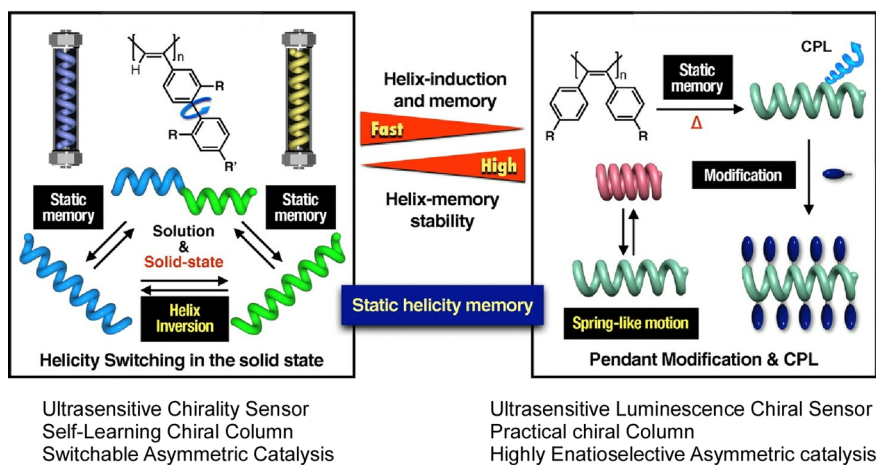 H
n
R
R
R'
Static
memory
Static
memory
Solution
&
Solid-state
Helix
Inversion
Helicity Switching in the solid state
Helix-induction
and memory
Fast
High
Helix-memory
stability
Static helicity memory
n
R
R
Static
memory
Δ
CPL
Modification
Spring-like motion
Pendant Modification & CPL
Ultrasensitive Chirality Sensor
Self-Learning Chiral Column
Switchable Asymmetric Catalysis
Ultrasensitive Luminescence Chiral Sensor
Practical chiral Column
Highly Enatioselective Asymmetric catalysis